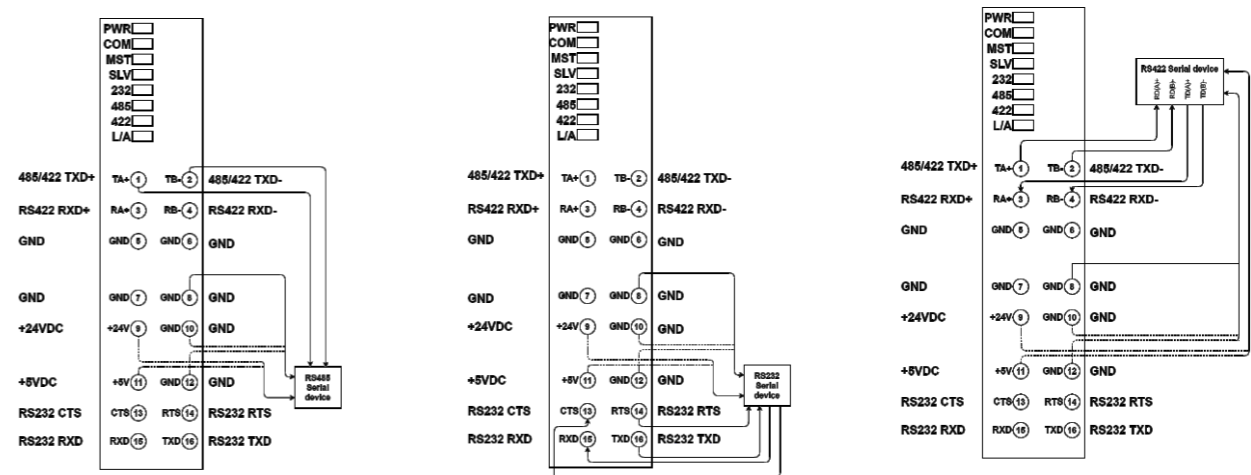 PWR
COM
MST
SLV
232
485
422
L/A
485/422 TXD+ TA+ 1 TB- 2 485/422 TXD-
RS422 RXD+ RA+ 3 RB- 4 RS422 RXD-
GND GND 5 GND 6 GND
GND GND 7 GND 8 GND
+24VDC +24V 9 GND 10 GND
+5VDC +5V 11 GND 12 GND
RS232 CTS CTS 13 RTS 14 RS232 RTS
RS232 RXD RXD 15 TXD 16 RS232 TXD
RS485
Serial
device
PWR
COM
MST
SLV
232
485
422
L/A
485/422 TXD+ TA+ 1 TB- 2 485/422 TXD-
RS422 RXD+ RA+ 3 RB- 4 RS422 RXD-
GND GND 5 GND 6 GND
GND GND 7 GND 8 GND
+24VDC +24V 9 GND 10 GND
+5VDC +5V 11 GND 12 GND
RS232 CTS CTS 13 RTS 14 RS232 RTS
RS232 RXD RXD 15 TXD 16 RS232 TXD
RS232
Serial
device
PWR
COM
MST
SLV
232
485
422
L/A
RS422 Serial device
RD(A)+
RD(B)-
TD(A)+
TD(B)-
485/422 TXD+ TA+ 1 TB- 2 485/422 TXD-
RS422 RXD+ RA+ 3 RB- 4 RS422 RXD-
GND GND 5 GND 6 GND
GND GND 7 GND 8 GND
+24VDC +24V 9 GND 10 GND
+5VDC +5V 11 GND 12 GND
RS232 CTS CTS 13 RTS 14 RS232 RTS
RS232 RXD RXD 15 TXD 16 RS232 TXD